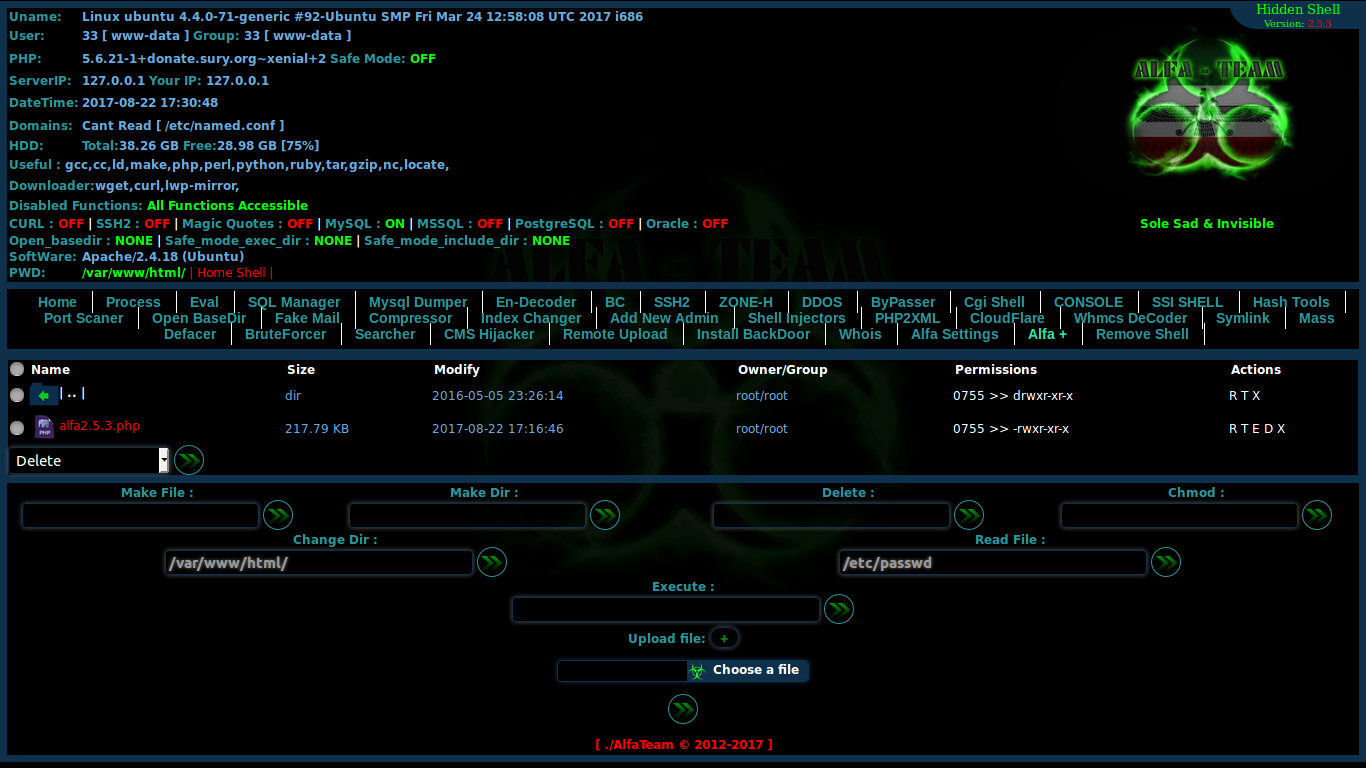 Uname: Linux ubuntu 4.4.0-71-generic #92-Ubuntu SMP Fri Mar 24 12:58:08 UTC 2017 i686
Hidden Shell
Version: 2.5.3
User: 33 [ www-data ] Group: 33 [ www-data ]
PHP: 5.6.21-1+donate.sury.org~xenial+2 Safe Mode: OFF
ALFA - TEAM
ServerIP: 127.0.0.1 Your IP: 127.0.0.1
DateTime: 2017-08-22 17:30:48
Domains: Cant Read [ /etc/named.conf ]
HDD: Total:38.26 GB Free:28.98 GB [75%]
Useful : gcc,cc,ld,make,php,perl,python,ruby,tar,gzip,nc,locate,
Downloader:wget,curl,lwp-mirror,
Disabled Functions: All Functions Accessible
CURL : OFF | SSH2 : OFF | Magic Quotes : OFF | MySQL : ON | MSSQL : OFF | PostgreSQL : OFF | Oracle : OFF
Sole Sad & Invisible
Open_basedir : NONE | Safe_mode_exec_dir : NONE | Safe_mode_include_dir : NONE
SoftWare: Apache/2.4.18 (Ubuntu)
PWD: /var/www/html/ | Home Shell |
ALFA - TEAM
Home Process Eval SQL Manager Mysql Dumper En-Decoder BC SSH2 ZONE-H DDOS ByPasser Cgi Shell CONSOLE SSI SHELL Hash Tools
Port Scaner Open BaseDir Fake Mail Compressor Index Changer Add New Admin Shell Injectors PHP2XML CloudFlare Whmcs DeCoder Symlink Mass
Defacer BruteForcer Searcher CMS Hijacker Remote Upload Install BackDoor Whois Alfa Settings Alfa + Remove Shell
Name Size Modify Owner/Group Permissions Actions
| .. | dir 2016-05-05 23:26:14 root/root 0755 >> drwxr-xr-x R T X
PHP alfa2.5.3.php 217.79 KB 2017-08-22 17:16:46 root/root 0755 >> -rwxr-xr-x R T E D X
Delete
Make File : Make Dir : Delete : Chmod :
Change Dir : Read File :
/var/www/html/ /etc/passwd
Execute :
Upload file: +
Choose a file
[ ./AlfaTeam © 2012-2017 ]